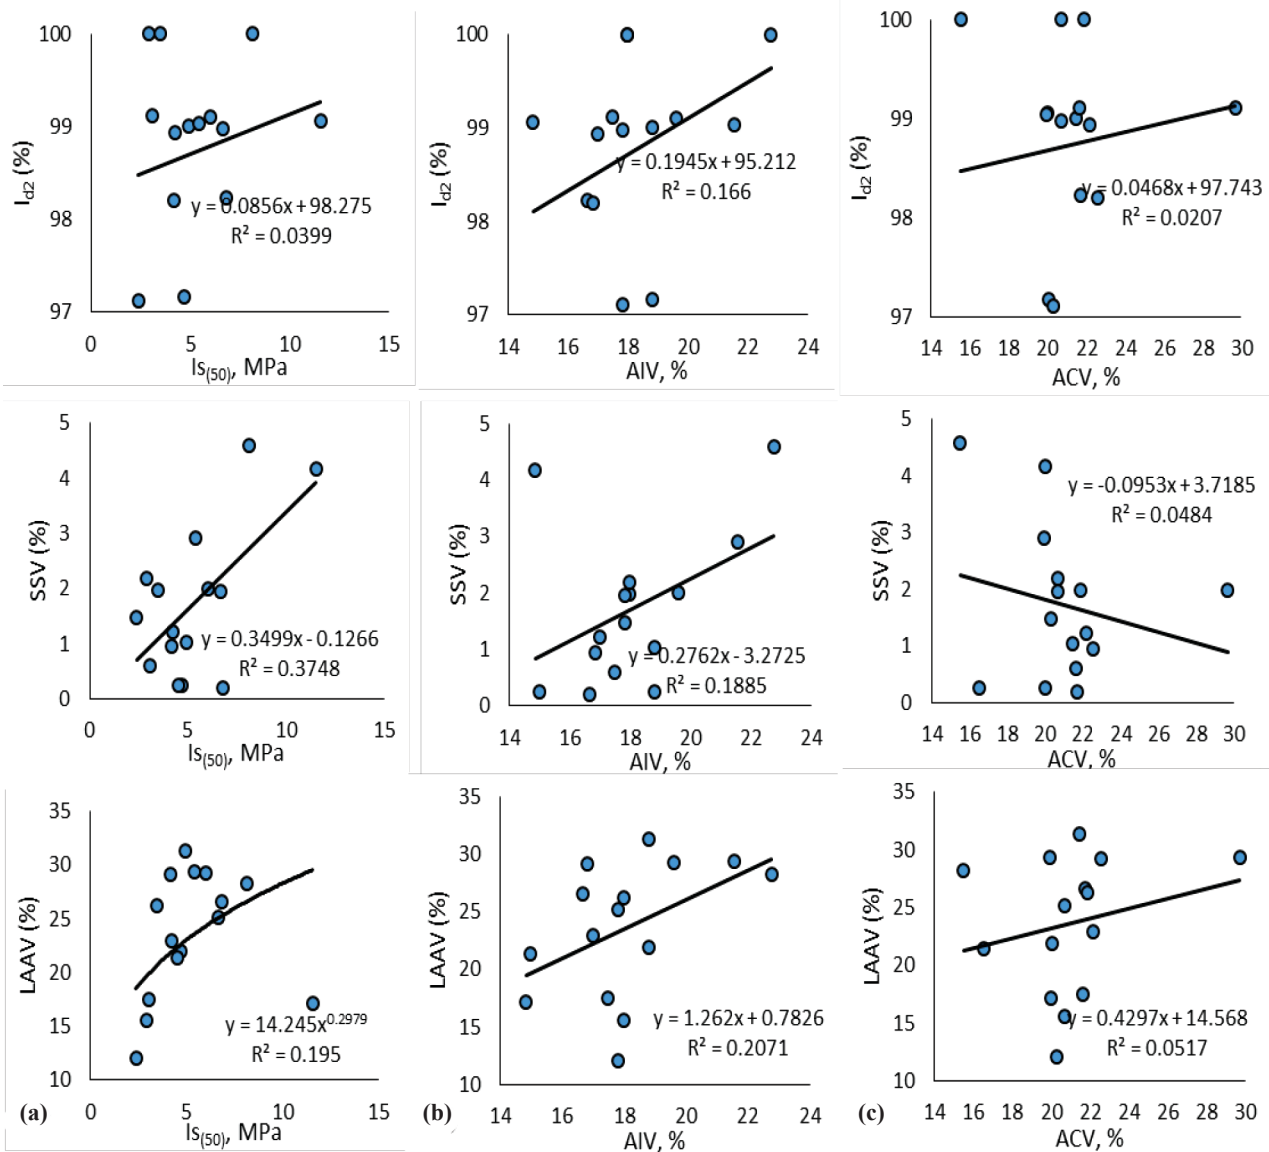 100
99
98
97
I_d2 (%)
y = 0.0856x + 98.275
R² = 0.0399
0 5 10 15
Is(50), MPa
100
99
98
97
I_d2 (%)
y = 0.1945x + 95.212
R² = 0.166
14 16 18 20 22 24
AIV, %
100
99
98
97
I_d2 (%)
y = 0.0468x + 97.743
R² = 0.0207
14 16 18 20 22 24 26 28 30
ACV, %
5
4
3
2
1
0
SSV (%)
y = 0.3499x - 0.1266
R² = 0.3748
0 5 10 15
Is(50), MPa
5
4
3
2
1
0
SSV (%)
y = 0.2762x - 3.2725
R² = 0.1885
14 16 18 20 22 24
AIV, %
5
4
3
2
1
0
SSV (%)
y = -0.0953x + 3.7185
R² = 0.0484
14 16 18 20 22 24 26 28 30
ACV, %
35
30
25
20
15
10
LAAV (%)
y = 14.245x^0.2979
R² = 0.195
0 5 10 15
Is(50), MPa
(a)
35
30
25
20
15
10
LAAV (%)
y = 1.262x + 0.7826
R² = 0.2071
14 16 18 20 22 24
AIV, %
(b)
35
30
25
20
15
10
LAAV (%)
y = 0.4297x + 14.568
R² = 0.0517
14 16 18 20 22 24 26 28 30
ACV, %
(c)